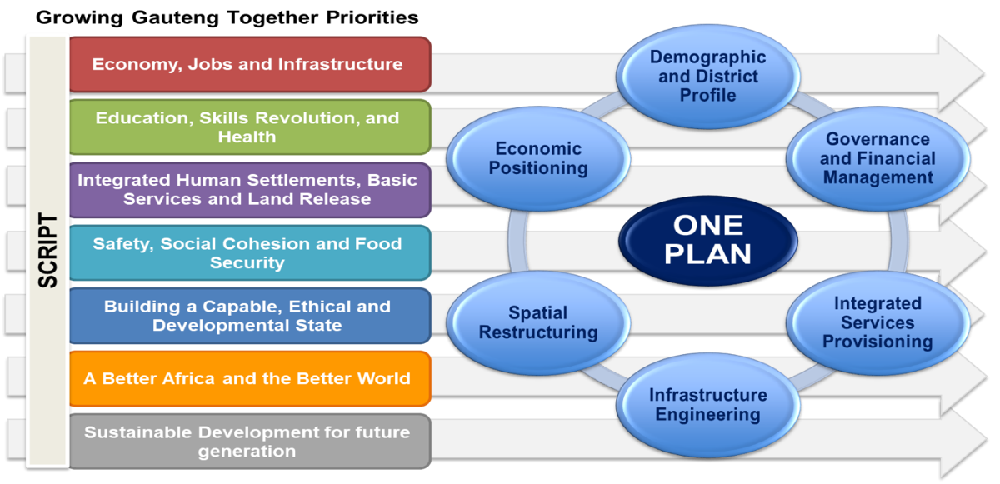 Growing Gauteng Together Priorities
SCRIPT
Economy, Jobs and Infrastructure
Education, Skills Revolution, and
Health
Integrated Human Settlements, Basic
Services and Land Release
Safety, Social Cohesion and Food
Security
Building a Capable, Ethical and
Developmental State
A Better Africa and the Better World
Sustainable Development for future
generation
Demographic
and District
Profile
Governance
and Financial
Management
Integrated
Services
Provisioning
Infrastructure
Engineering
Spatial
Restructuring
Economic
Positioning
ONE
PLAN